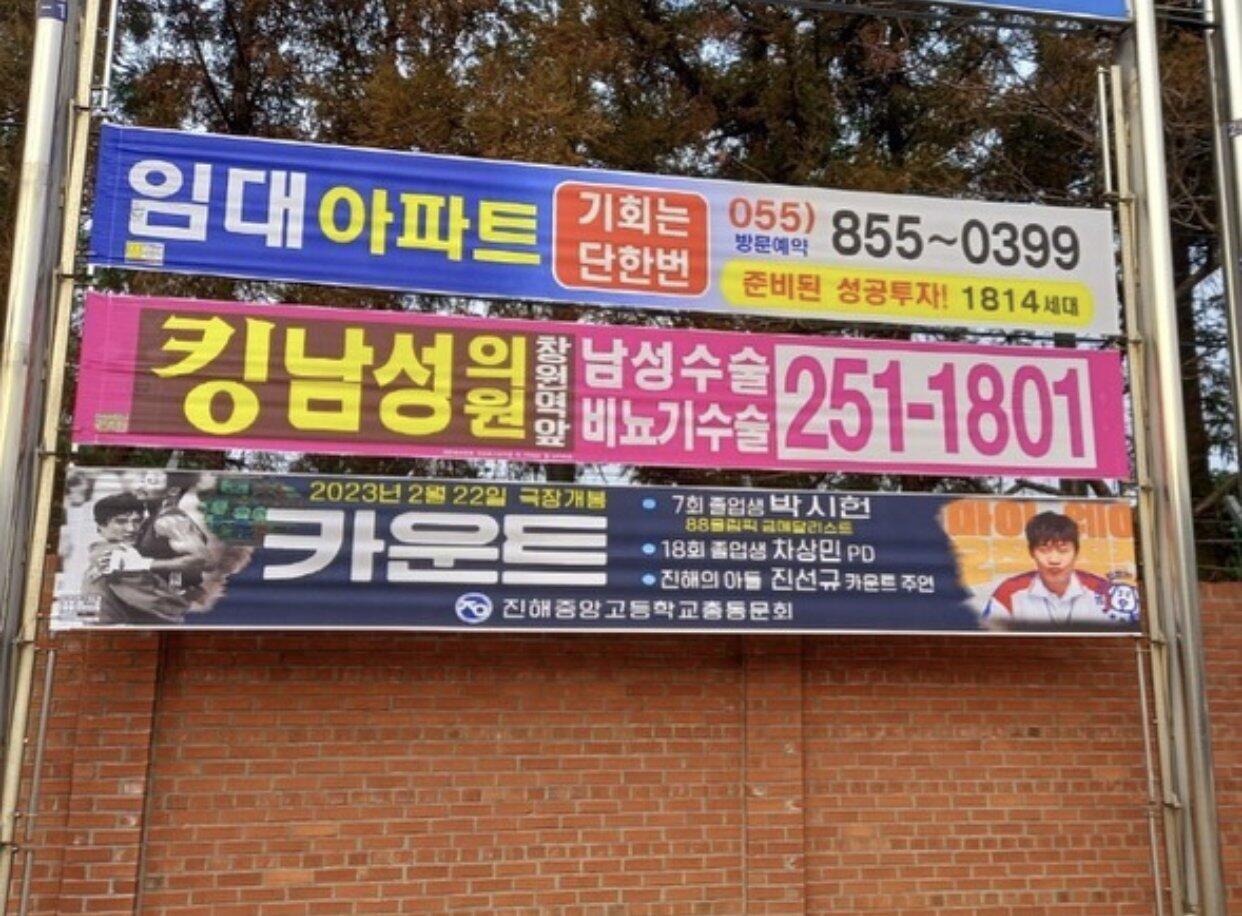 임대 아파트
기회는
단한번
055)
방문예약
855~0399
준비된 성공투자! 1814세대
킹남성의원
창원역앞
남성수술
비뇨기수술
251-1801
2023년 2월 22일 극장개봉
카운트
7회 졸업생 박시헌
88올림픽 금메달리스트
18회 졸업생 차상민 PD
진해의 아들 진선규 카운트 주연
진해중앙고등학교총동문회